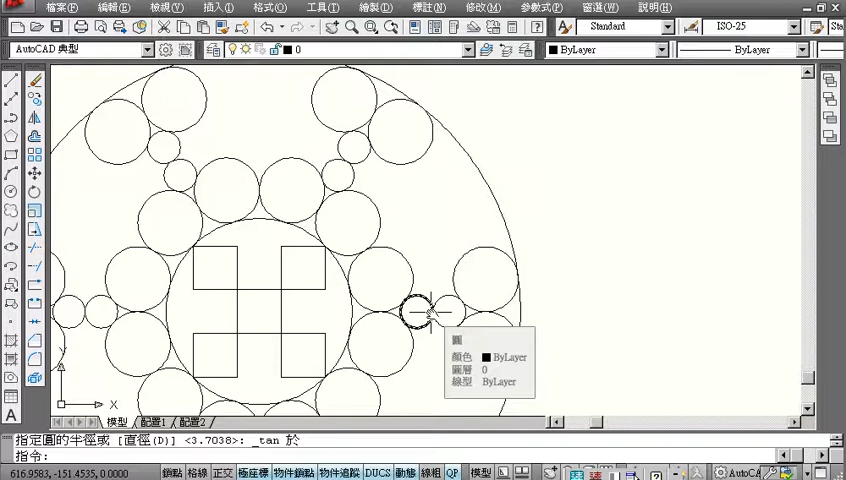 檔案(F) 編輯(E) 檢視(V) 插入(I) 格式(O) 工具(T) 繪製(D) 標註(N) 修改(M) 參數式(P) 視窗(W) 說明(H)
Standard ISO-25
AutoCAD 典型 0 ByLayer ByLayer
圓
顏色 ByLayer
圖層 0
線型 ByLayer
Y
X
A
模型 配置1 配置2
指定圓的半徑或 [直徑(D)] <3.7038>: _tan 於
指令:
616.9583, -151.4535, 0.0000 鎖點 格線 正交 極座標 物件鎖點 物件追蹤 DUCS 動態 線粗 QP 模型 AutoCA